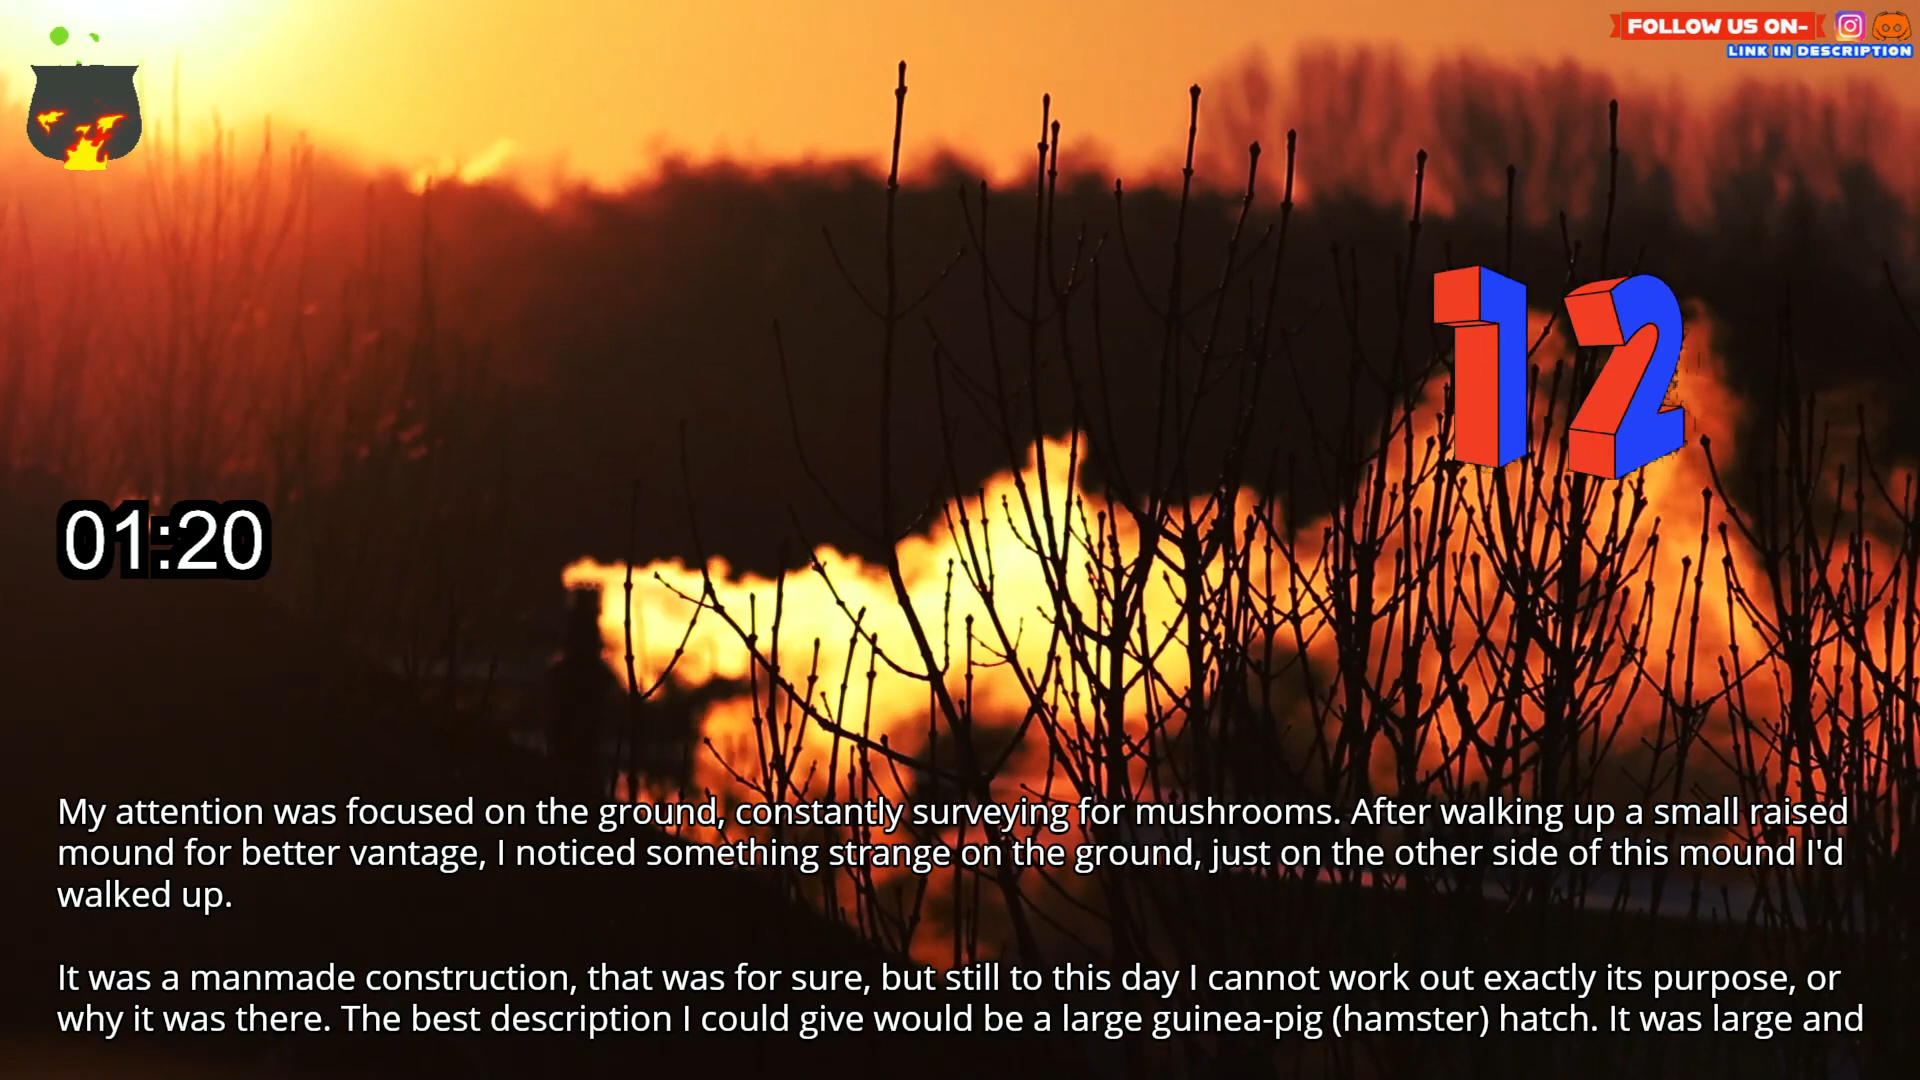 FOLLOW US ON-
LINK IN DESCRIPTION
12
01:20
My attention was focused on the ground, constantly surveying for mushrooms. After walking up a small raised
mound for better vantage, I noticed something strange on the ground, just on the other side of this mound I'd
walked up.
It was a manmade construction, that was for sure, but still to this day I cannot work out exactly its purpose, or
why it was there. The best description I could give would be a large guinea-pig (hamster) hatch. It was large and